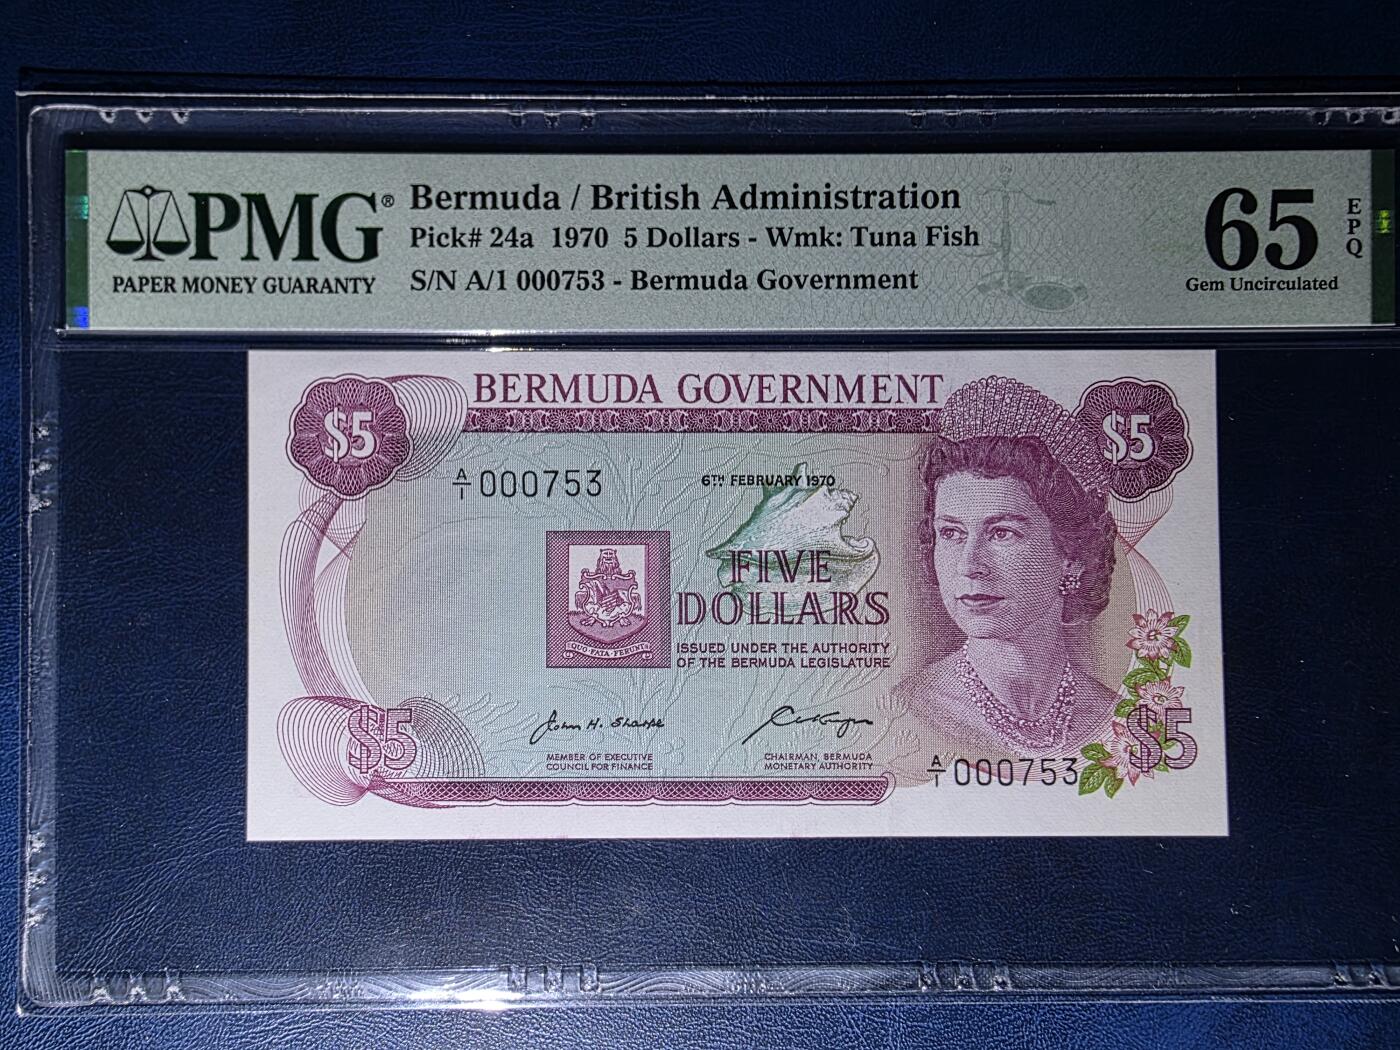 PMG®
PAPER MONEY GUARANTY
Bermuda / British Administration
Pick# 24a 1970 5 Dollars - Wmk: Tuna Fish
S/N A/1 000753 - Bermuda Government
65
EPQ
Gem Uncirculated
BERMUDA GOVERNMENT
$5
$5
A/1 000753
6TH FEBRUARY 1970
FIVE
DOLLARS
QUO FATA FERUNT
ISSUED UNDER THE AUTHORITY
OF THE BERMUDA LEGISLATURE
John H. Sharpe
MEMBER OF EXECUTIVE
COUNCIL FOR FINANCE
CHAIRMAN, BERMUDA
MONETARY AUTHORITY
$5
A/1 000753
$5